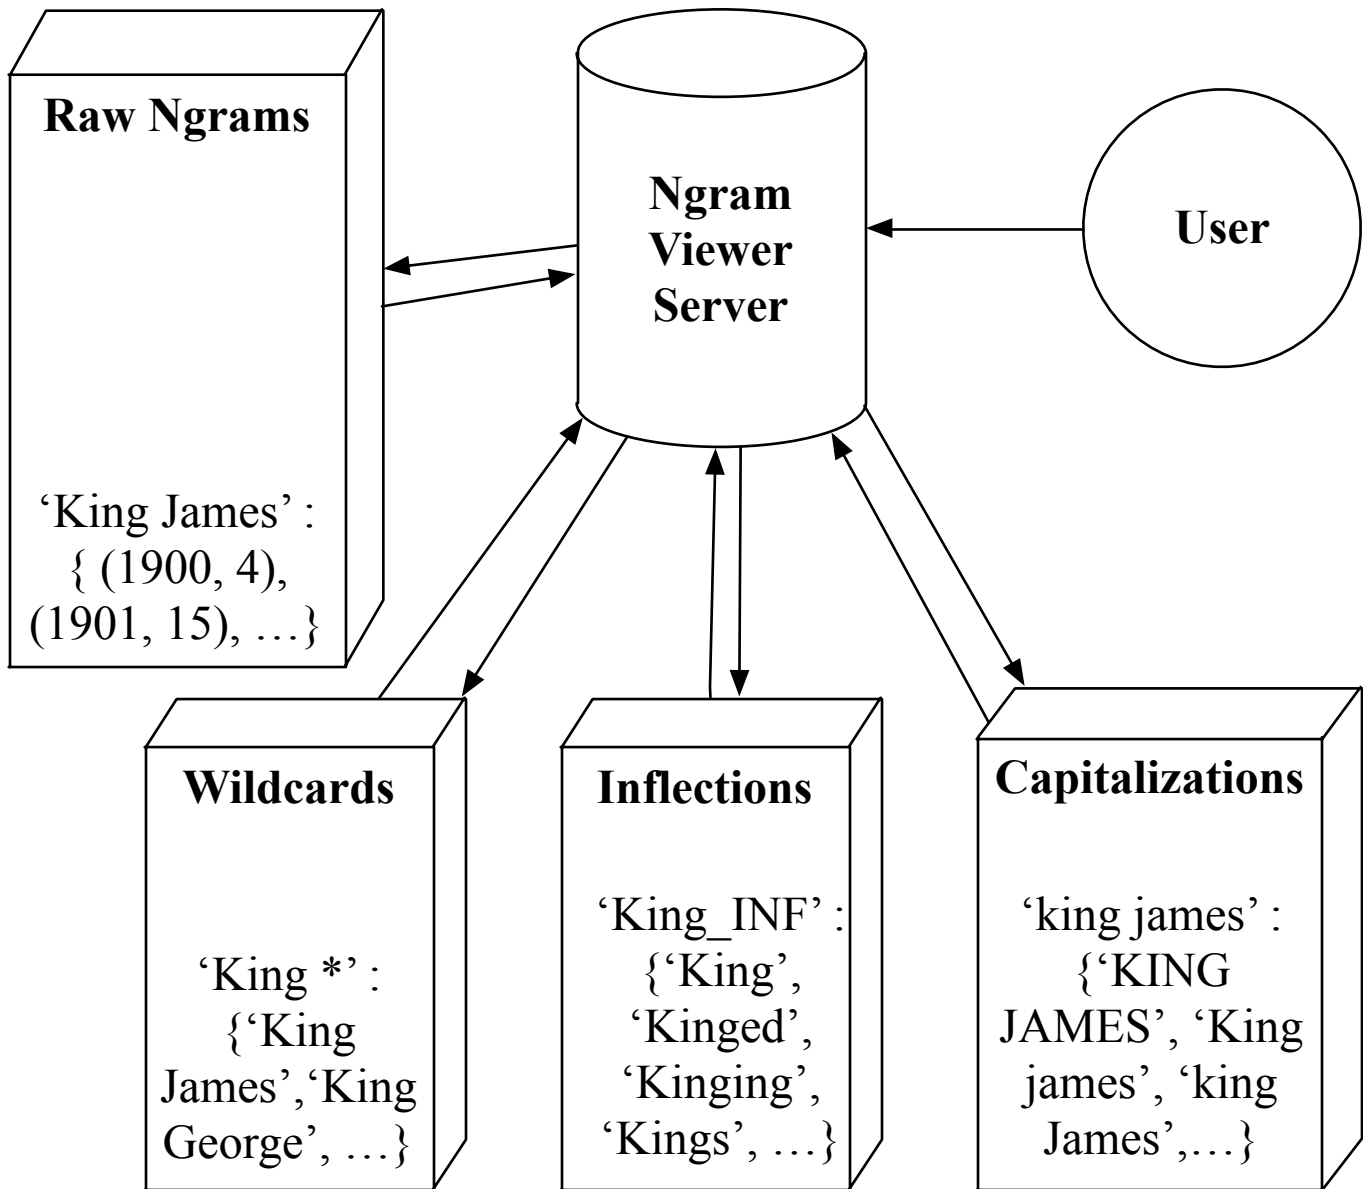 Raw Ngrams
‘King James’ :
{ (1900, 4),
(1901, 15), …}
Ngram
Viewer
Server
User
Wildcards
‘King *’ :
{‘King
James’,‘King
George’, …}
Inflections
‘King_INF’ :
{‘King’,
‘Kinged’,
‘Kinging’,
‘Kings’, …}
Capitalizations
‘king james’ :
{‘KING
JAMES’, ‘King
james’, ‘king
James’,…}